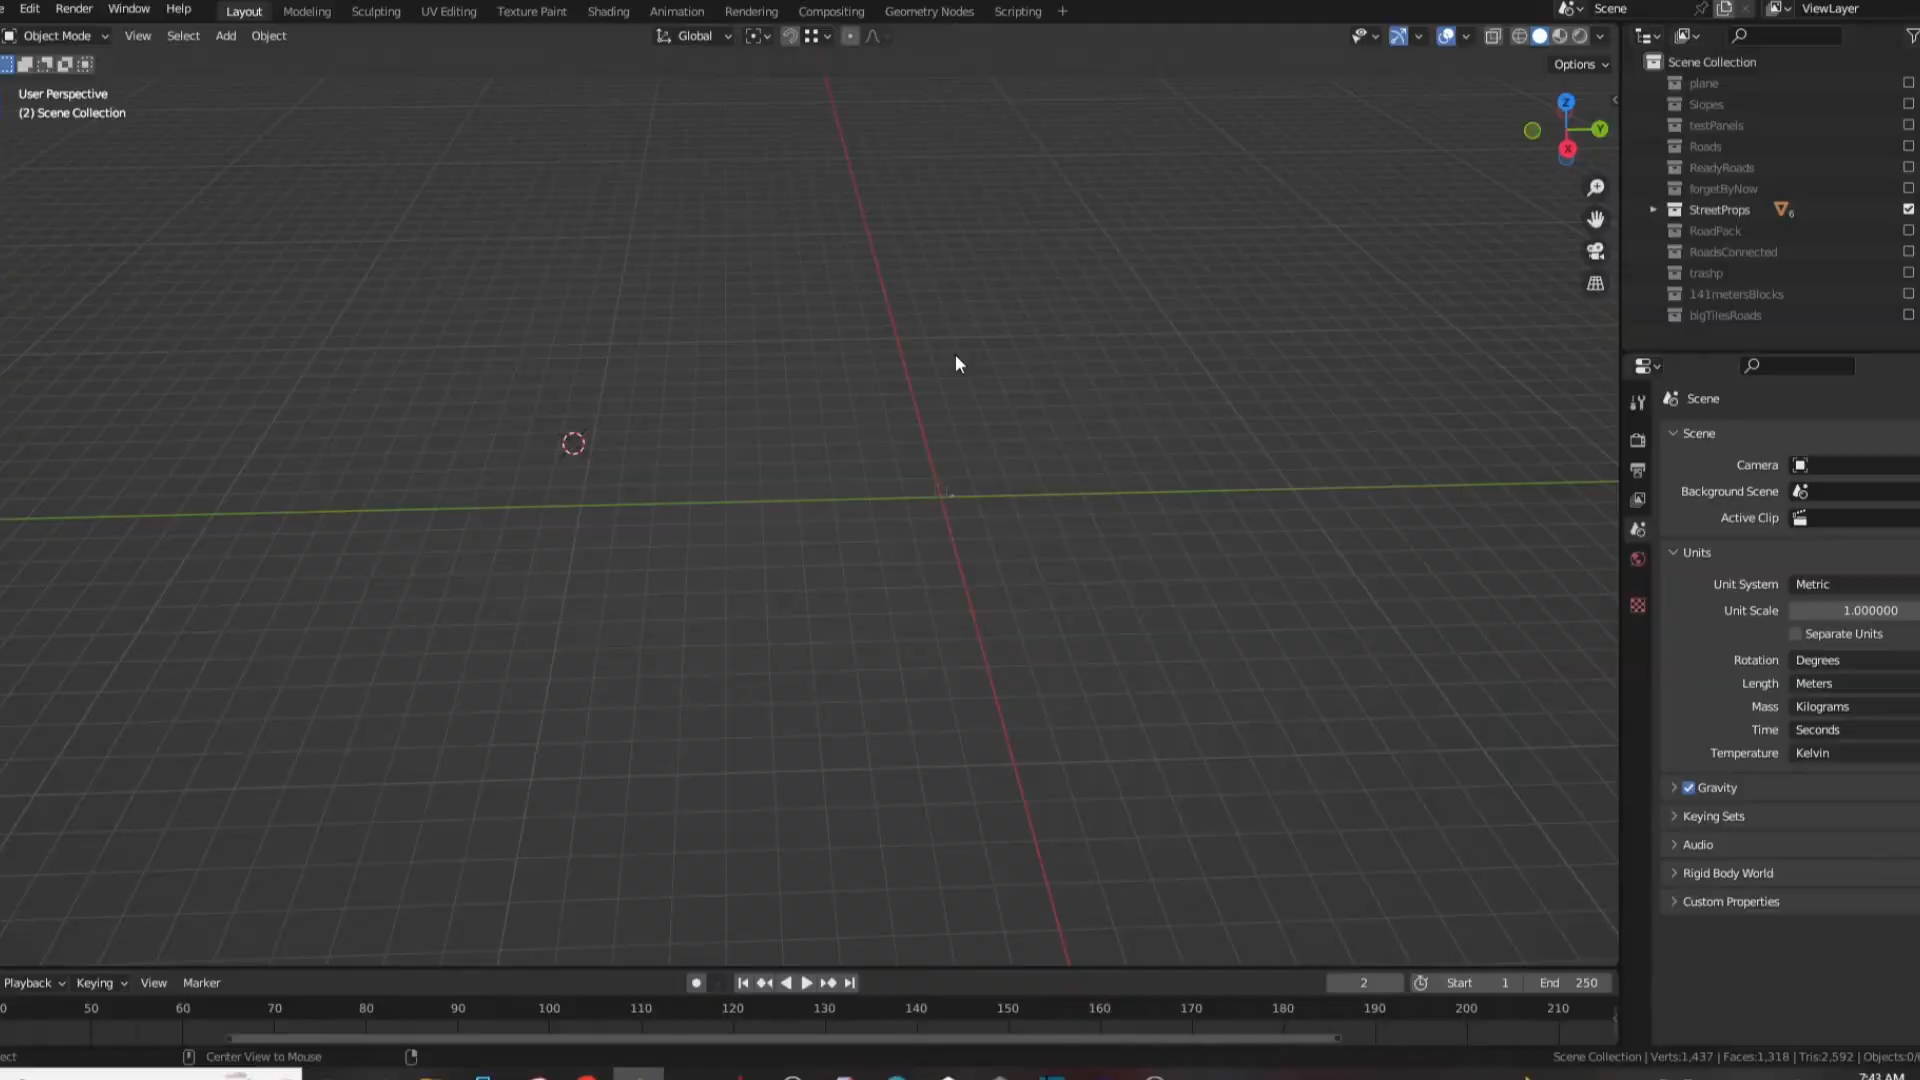 Edit Render Window Help Layout Modeling Sculpting UV Editing Texture Paint Shading Animation Rendering Compositing Geometry Nodes Scripting + Scene ViewLayer
Object Mode View Select Add Object Global
Options
User Perspective
(2) Scene Collection
Z
Y
X
Scene Collection
plane
Slopes
testPanels
Roads
ReadyRoads
forgetByNow
StreetProps 6
RoadPack
RoadsConnected
trashp
141metersBlocks
bigTilesRoads
Scene
Scene
Camera
Background Scene
Active Clip
Units
Unit System Metric
Unit Scale 1.000000
Separate Units
Rotation Degrees
Length Meters
Mass Kilograms
Time Seconds
Temperature Kelvin
Gravity
Keying Sets
Audio
Rigid Body World
Custom Properties
Playback Keying View Marker 2 Start 1 End 250
0 50 60 70 80 90 100 110 120 130 140 150 160 170 180 190 200 210
ect Center View to Mouse Scene Collection | Verts:1,437 | Faces:1,318 | Tris:2,592 | Objects:0/
7:43 AM